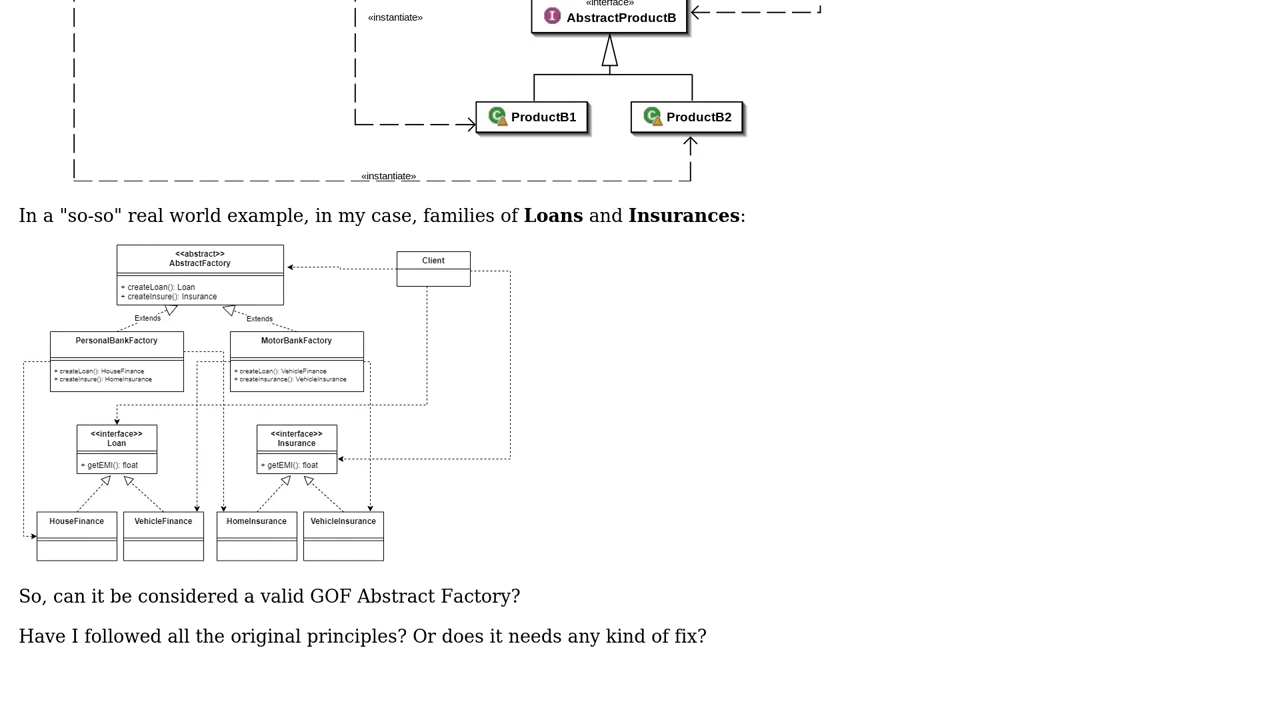 «interface»
«instantiate»
AbstractProductB
ProductB1
ProductB2
«instantiate»
In a "so-so" real world example, in my case, families of Loans and Insurances:
<<abstract>>
AbstractFactory
+ createLoan(): Loan
+ createInsure(): Insurance
Client
Extends
Extends
PersonalBankFactory
+ createLoan(): HouseFinance
+ createInsure(): HomeInsurance
MotorBankFactory
+ createLoan(): VehicleFinance
+ createInsurance(): VehicleInsurance
<<interface>>
Loan
+ getEMI(): float
<<interface>>
Insurance
+ getEMI(): float
HouseFinance
VehicleFinance
HomeInsurance
VehicleInsurance
So, can it be considered a valid GOF Abstract Factory?
Have I followed all the original principles? Or does it needs any kind of fix?